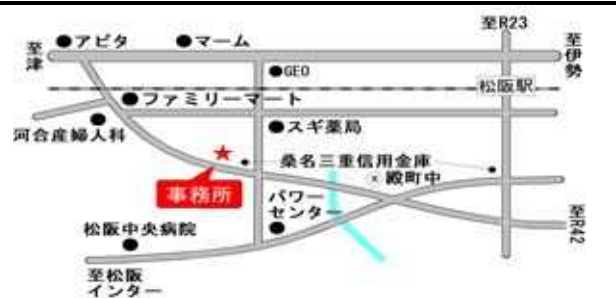 至R23
至津
アピタ
マーム
至伊勢
GEO
松阪駅
ファミリーマート
河合産婦人科
スギ薬局
桑名三重信用金庫
殿町中
事務所
パワー
センター
松阪中央病院
至R42
至松阪
インター